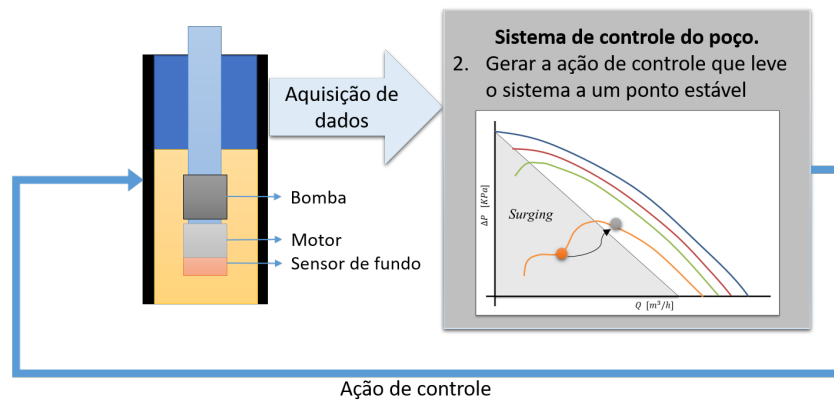 Sistema de controle do poço.
2. Gerar a ação de controle que leve
o sistema a um ponto estável
Aquisição de
dados
Bomba
Motor
Sensor de fundo
ΔP [KPa]
Surging
Q [m³/h]
Ação de controle